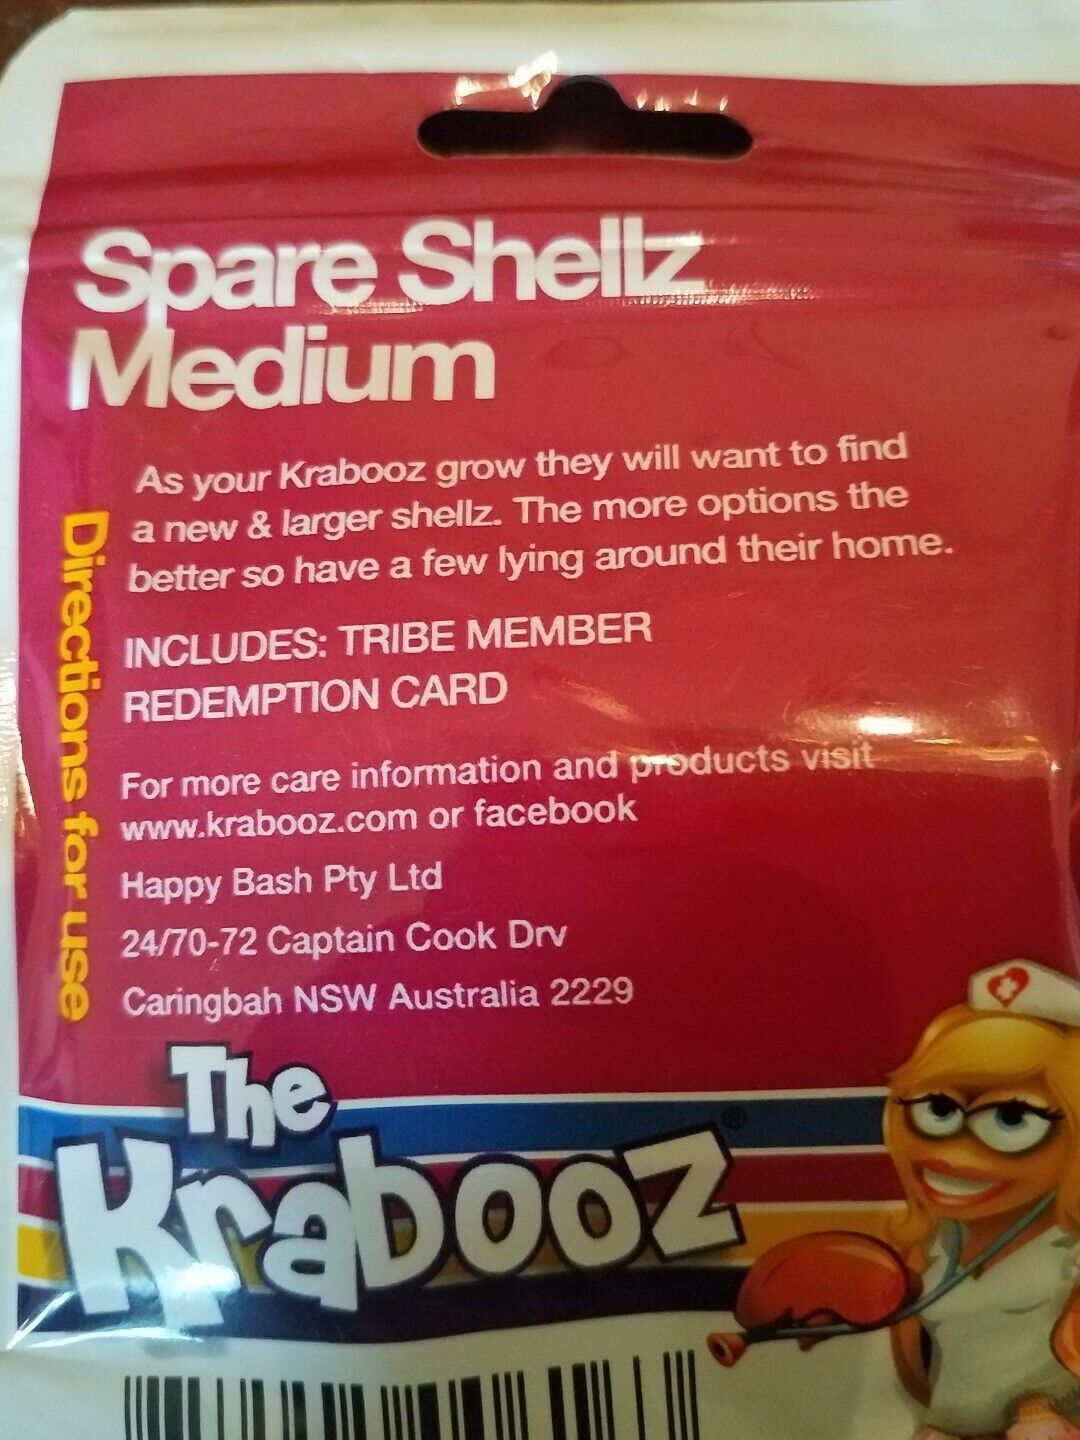 Spare Shellz
Medium
Directions for use
As your Krabooz grow they will want to find
a new & larger shellz. The more options the
better so have a few lying around their home.
INCLUDES: TRIBE MEMBER
REDEMPTION CARD
For more care information and products visit
www.krabooz.com or facebook
Happy Bash Pty Ltd
24/70-72 Captain Cook Drv
Caringbah NSW Australia 2229
The
Krabooz®